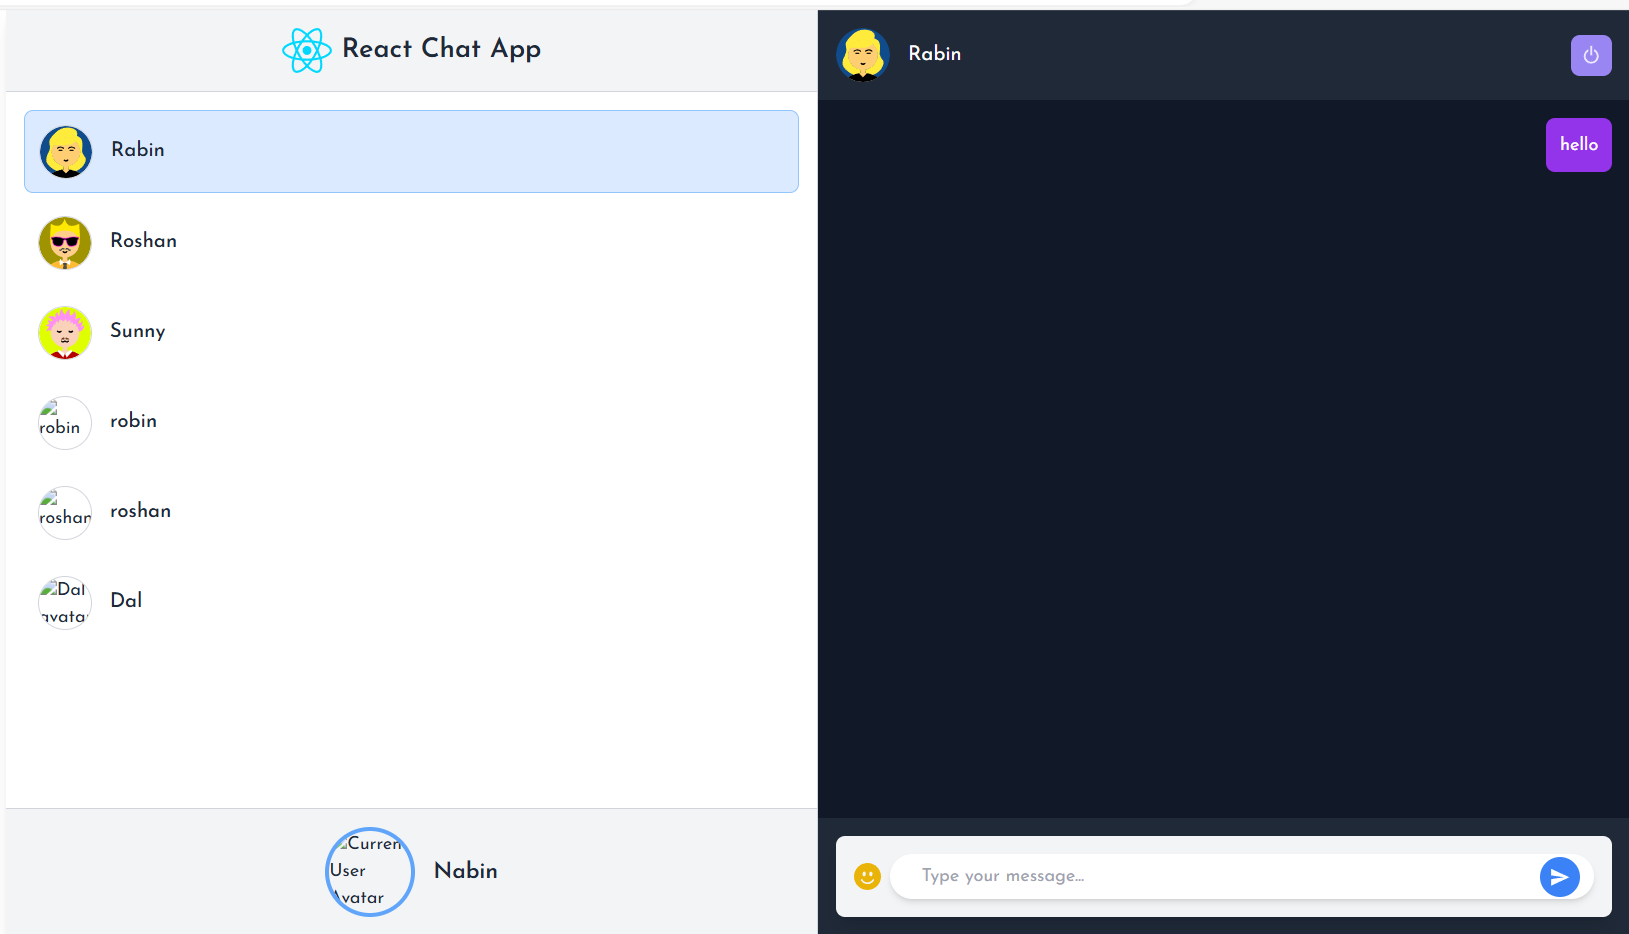 React Chat App
Rabin
Roshan
Sunny
robin
robin
roshan
roshan
Dal
avatar
Dal
Curren
User
Avatar
Nabin
Rabin
hello
Type your message...